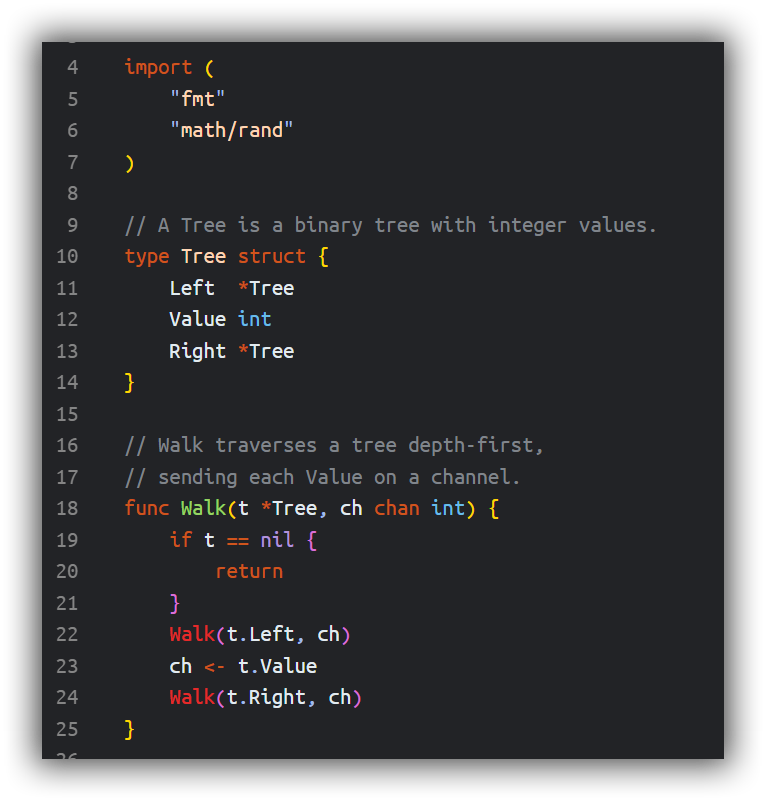 4 import (
5 "fmt"
6 "math/rand"
7 )
8
9 // A Tree is a binary tree with integer values.
10 type Tree struct {
11 Left  *Tree
12 Value int
13 Right *Tree
14 }
15
16 // Walk traverses a tree depth-first,
17 // sending each Value on a channel.
18 func Walk(t *Tree, ch chan int) {
19 if t == nil {
20 return
21 }
22 Walk(t.Left, ch)
23 ch <- t.Value
24 Walk(t.Right, ch)
25 }